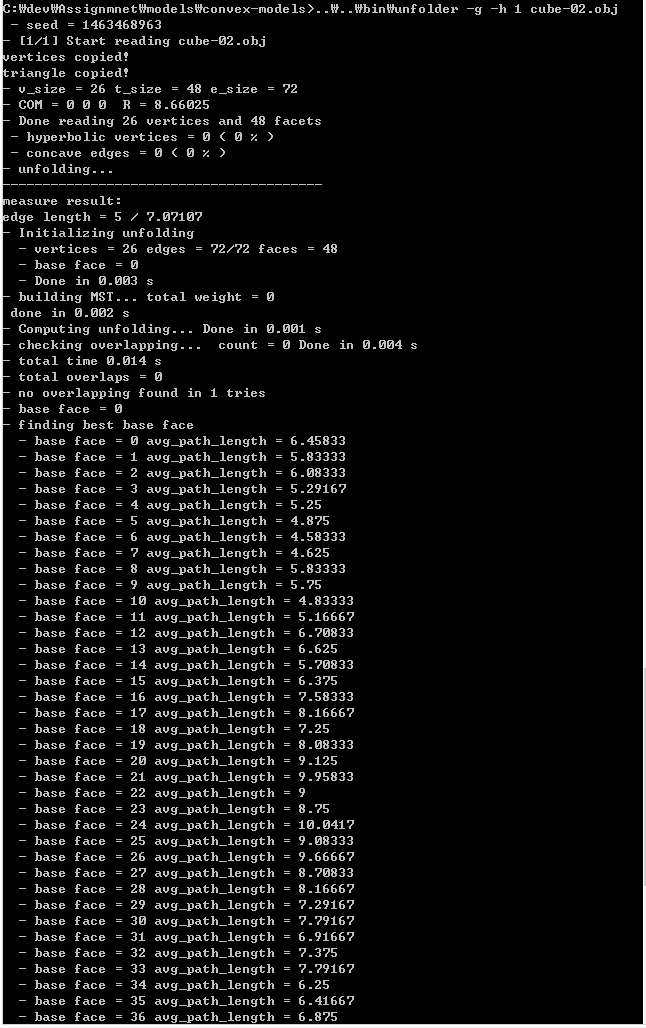 C:₩dev₩Assignmnet₩models₩convex-models>..₩..₩bin₩unfolder -g -h 1 cube-02.obj
 - seed = 1463468963
- [1/1] Start reading cube-02.obj
vertices copied!
triangle copied!
- v_size = 26 t_size = 48 e_size = 72
- COM = 0 0 0  R = 8.66025
- Done reading 26 vertices and 48 facets
 - hyperbolic vertices = 0 ( 0 % )
 - concave edges = 0 ( 0 % )
- unfolding...
----------------------------------------
measure result:
edge length = 5 / 7.07107
- Initializing unfolding
  - vertices = 26 edges = 72/72 faces = 48
  - base face = 0
  - Done in 0.003 s
- building MST... total weight = 0
 done in 0.002 s
- Computing unfolding... Done in 0.001 s
- checking overlapping...  count = 0 Done in 0.004 s
- total time 0.014 s
- total overlaps = 0
- no overlapping found in 1 tries
- base face = 0
- finding best base face
  - base face = 0 avg_path_length = 6.45833
  - base face = 1 avg_path_length = 5.83333
  - base face = 2 avg_path_length = 6.08333
  - base face = 3 avg_path_length = 5.29167
  - base face = 4 avg_path_length = 5.25
  - base face = 5 avg_path_length = 4.875
  - base face = 6 avg_path_length = 4.58333
  - base face = 7 avg_path_length = 4.625
  - base face = 8 avg_path_length = 5.83333
  - base face = 9 avg_path_length = 5.75
  - base face = 10 avg_path_length = 4.83333
  - base face = 11 avg_path_length = 5.16667
  - base face = 12 avg_path_length = 6.70833
  - base face = 13 avg_path_length = 6.625
  - base face = 14 avg_path_length = 5.70833
  - base face = 15 avg_path_length = 6.375
  - base face = 16 avg_path_length = 7.58333
  - base face = 17 avg_path_length = 8.16667
  - base face = 18 avg_path_length = 7.25
  - base face = 19 avg_path_length = 8.08333
  - base face = 20 avg_path_length = 9.125
  - base face = 21 avg_path_length = 9.95833
  - base face = 22 avg_path_length = 9
  - base face = 23 avg_path_length = 8.75
  - base face = 24 avg_path_length = 10.0417
  - base face = 25 avg_path_length = 9.08333
  - base face = 26 avg_path_length = 9.66667
  - base face = 27 avg_path_length = 8.70833
  - base face = 28 avg_path_length = 8.16667
  - base face = 29 avg_path_length = 7.29167
  - base face = 30 avg_path_length = 7.79167
  - base face = 31 avg_path_length = 6.91667
  - base face = 32 avg_path_length = 7.375
  - base face = 33 avg_path_length = 7.79167
  - base face = 34 avg_path_length = 6.25
  - base face = 35 avg_path_length = 6.41667
  - base face = 36 avg_path_length = 6.875